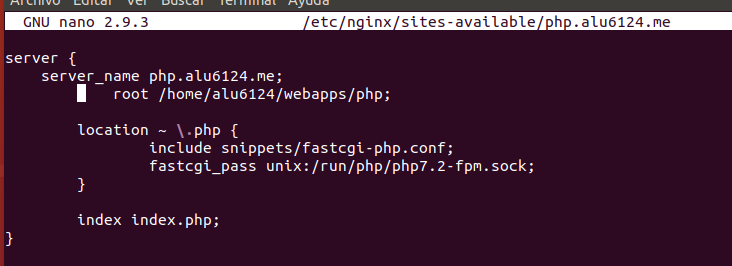 Archivo Editar Ver Buscar Terminal Ayuda
GNU nano 2.9.3 /etc/nginx/sites-available/php.alu6124.me
server {
server_name php.alu6124.me;
root /home/alu6124/webapps/php;
location ~ \.php {
include snippets/fastcgi-php.conf;
fastcgi_pass unix:/run/php/php7.2-fpm.sock;
}
index index.php;
}